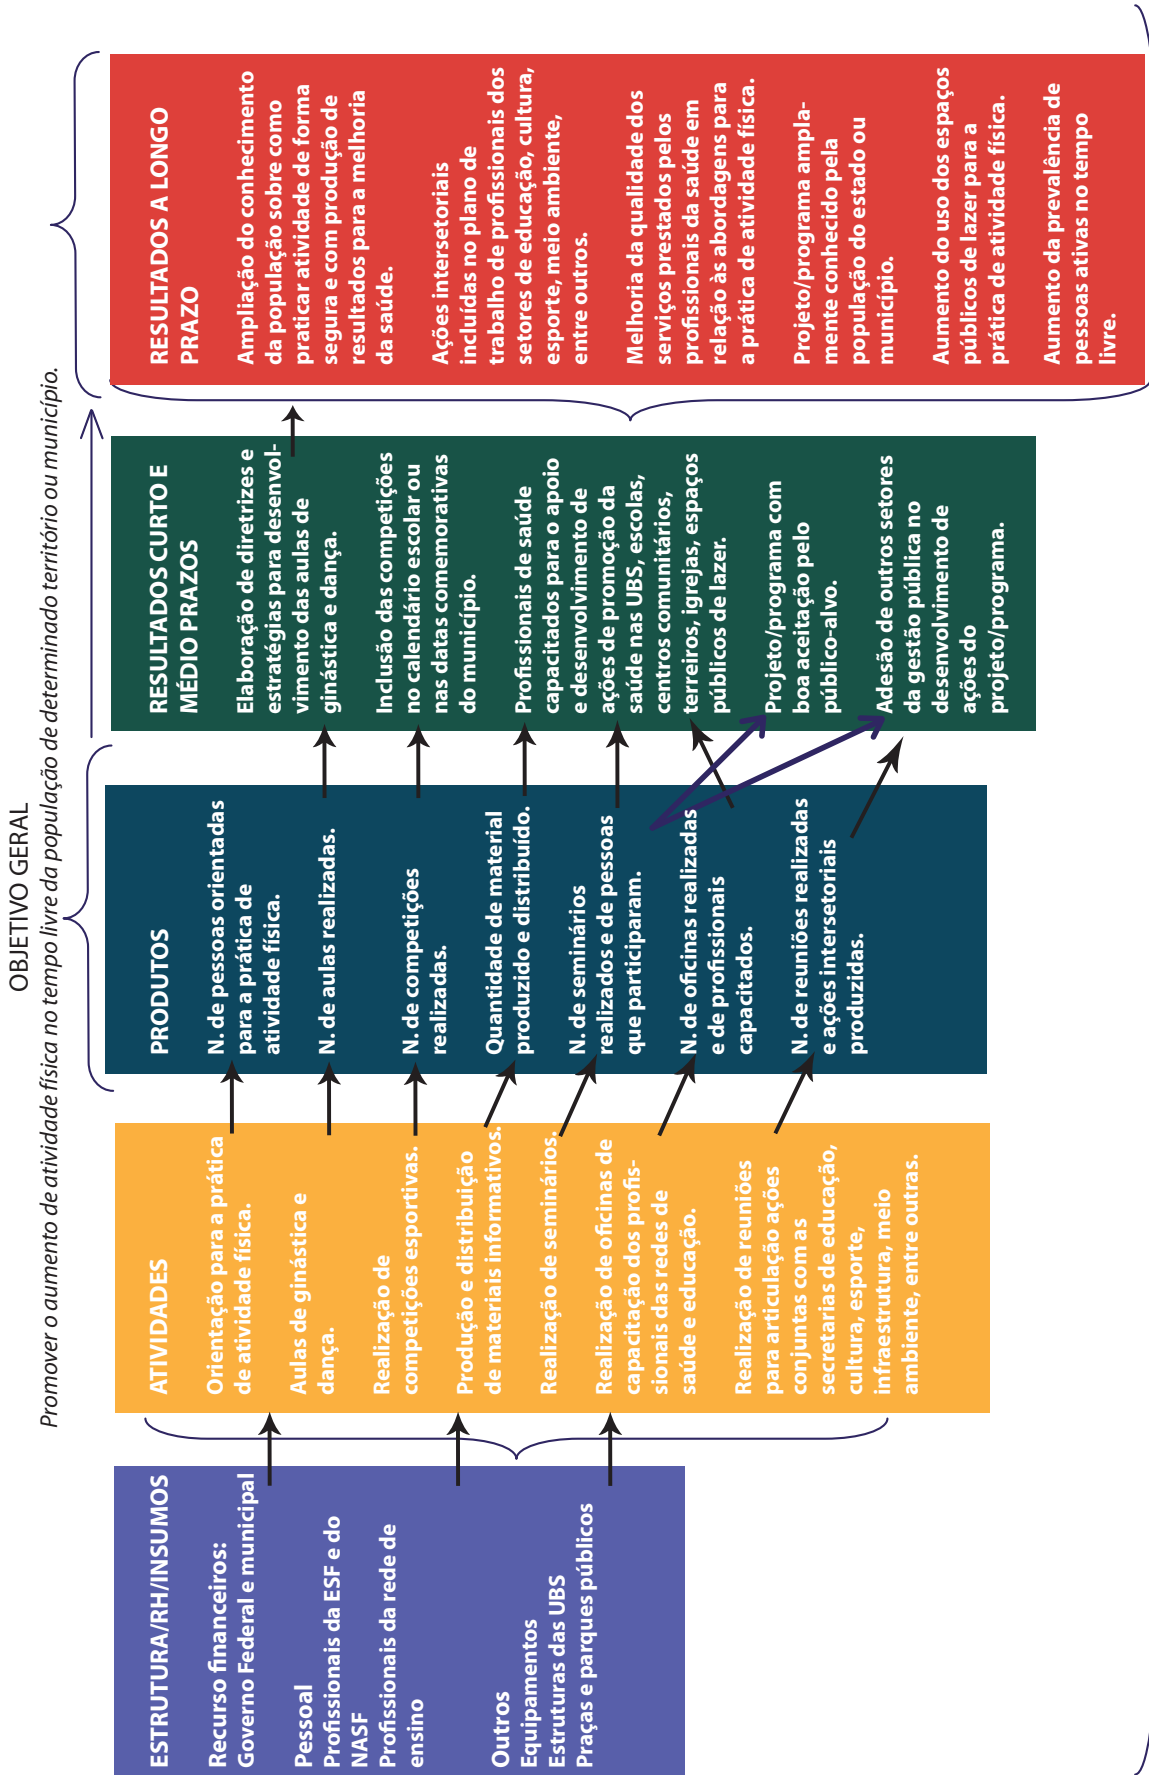 OBJETIVO GERAL
Promover o aumento de atividade física no tempo livre da população de determinado território ou município.
ESTRUTURA/RH/INSUMOS
Recurso financeiros:
Governo Federal e municipal
Pessoal
Profissionais da ESF e do
NASF
Profissionais da rede de
ensino
Outros
Equipamentos
Estruturas das UBS
Praças e parques públicos
ATIVIDADES
Orientação para a prática
de atividade física.
Aulas de ginástica e
dança.
Realização de
competições esportivas.
Produção e distribuição
de materiais informativos.
Realização de seminários.
Realização de oficinas de
capacitação dos profis-
sionais das redes de
saúde e educação.
Realização de reuniões
para articulação ações
conjuntas com as
secretarias de educação,
cultura, esporte,
infraestrutura, meio
ambiente, entre outras.
PRODUTOS
N. de pessoas orientadas
para a prática de
atividade física.
N. de aulas realizadas.
N. de competições
realizadas.
Quantidade de material
produzido e distribuído.
N. de seminários
realizados e de pessoas
que participaram.
N. de oficinas realizadas
e de profissionais
capacitados.
N. de reuniões realizadas
e ações intersetoriais
produzidas.
RESULTADOS CURTO E
MÉDIO PRAZOS
Elaboração de diretrizes e
estratégias para desenvol-
vimento das aulas de
ginástica e dança.
Inclusão das competições
no calendário escolar ou
nas datas comemorativas
do município.
Profissionais de saúde
capacitados para o apoio
e desenvolvimento de
ações de promoção da
saúde nas UBS, escolas,
centros comunitários,
terreiros, igrejas, espaços
públicos de lazer.
Projeto/programa com
boa aceitação pelo
público-alvo.
Adesão de outros setores
da gestão pública no
desenvolvimento de
ações do
projeto/programa.
RESULTADOS A LONGO
PRAZO
Ampliação do conhecimento
da população sobre como
praticar atividade de forma
segura e com produção de
resultados para a melhoria
da saúde.
Ações intersetoriais
incluídas no plano de
trabalho de profissionais dos
setores de educação, cultura,
esporte, meio ambiente,
entre outros.
Melhoria da qualidade dos
serviços prestados pelos
profissionais da saúde em
relação às abordagens para
a prática de atividade física.
Projeto/programa ampla-
mente conhecido pela
população do estado ou
município.
Aumento do uso dos espaços
públicos de lazer para a
prática de atividade física.
Aumento da prevalência de
pessoas ativas no tempo
livre.